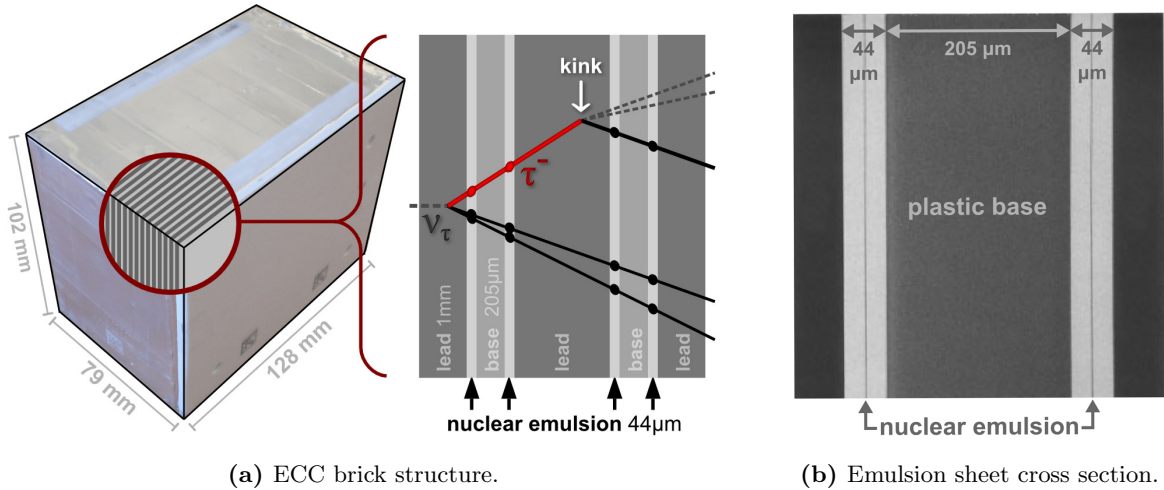 102 mm
79 mm
128 mm
kink
τ⁻
ν_τ
lead 1mm
base 205μm
lead
base
lead
nuclear emulsion 44μm
(a) ECC brick structure.
44
μm
205 μm
44
μm
plastic base
nuclear emulsion
(b) Emulsion sheet cross section.